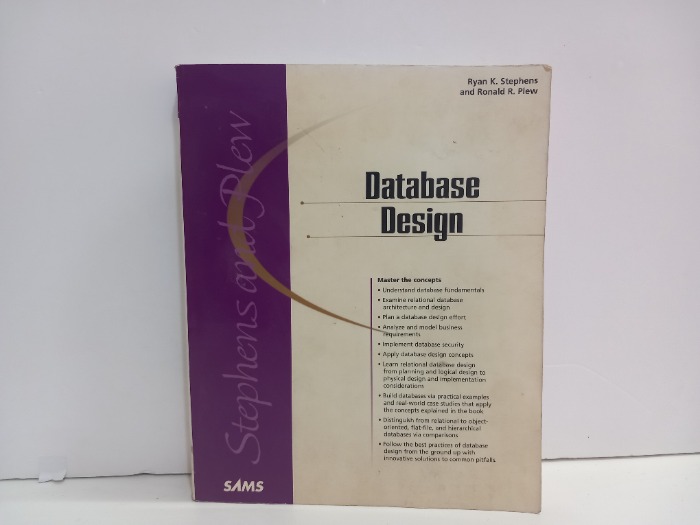 Ryan K. Stephens
and Ronald R. Plew
Stephens and Plew
Database
Design
Master the concepts
• Understand database fundamentals
• Examine relational database
architecture and design
• Plan a database design effort
• Analyze and model business
requirements
• Implement database security
• Apply database design concepts
• Learn relational database design
from planning and logical design to
physical design and implementation
considerations
• Build databases via practical examples
and real-world case studies that apply
the concepts explained in the book
• Distinguish from relational to object-
oriented, flat-file, and hierarchical
databases via comparisons
• Follow the best practices of database
design from the ground up with
innovative solutions to common pitfalls
SAMS